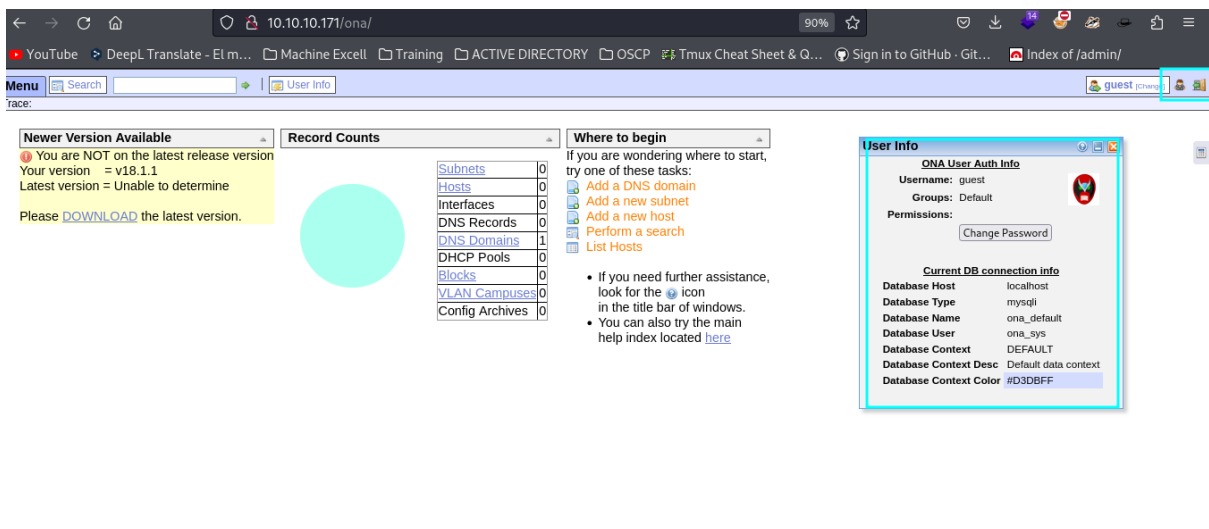 10.10.10.171/ona/
90%
14
YouTube DeepL Translate - El m... Machine Excell Training ACTIVE DIRECTORY OSCP Tmux Cheat Sheet & Q... Sign in to GitHub · Git... Index of /admin/
Menu Search User Info guest [Change]
Trace:
Newer Version Available
You are NOT on the latest release version
Your version = v18.1.1
Latest version = Unable to determine
Please DOWNLOAD the latest version.
Record Counts
Subnets 0
Hosts 0
Interfaces 0
DNS Records 0
DNS Domains 1
DHCP Pools 0
Blocks 0
VLAN Campuses 0
Config Archives 0
Where to begin
If you are wondering where to start,
try one of these tasks:
Add a DNS domain
Add a new subnet
Add a new host
Perform a search
List Hosts
• If you need further assistance,
look for the icon
in the title bar of windows.
• You can also try the main
help index located here
User Info
ONA User Auth Info
Username: guest
Groups: Default
Permissions:
Change Password
Current DB connection info
Database Host localhost
Database Type mysqli
Database Name ona_default
Database User ona_sys
Database Context DEFAULT
Database Context Desc Default data context
Database Context Color #D3DBFF